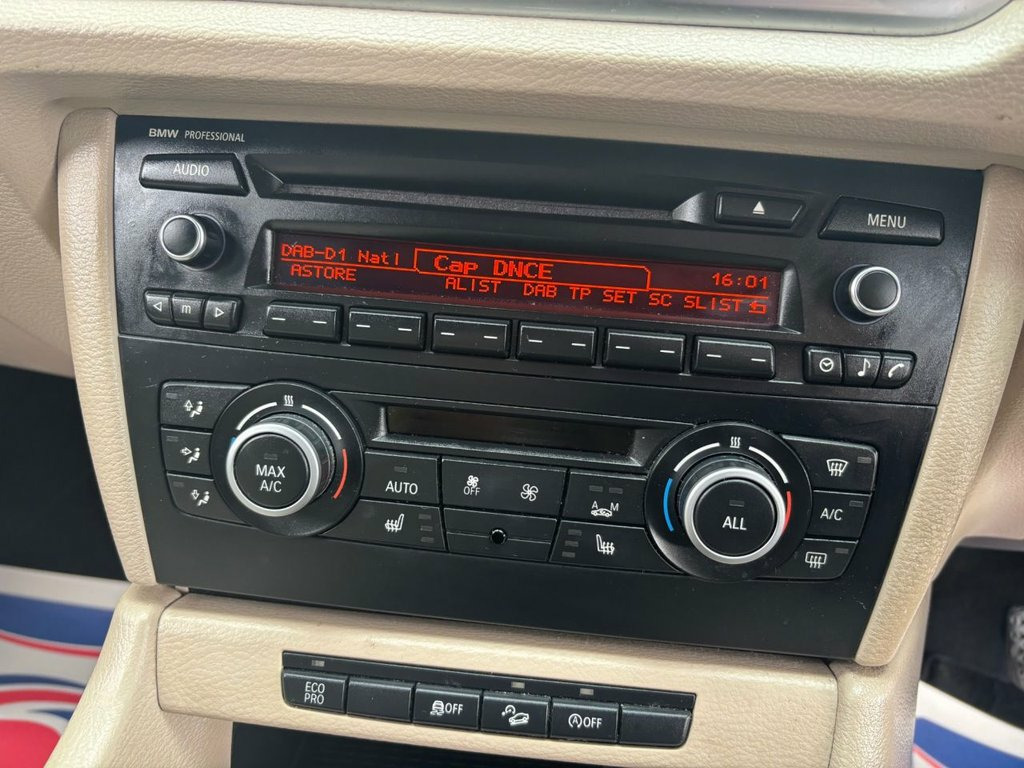 BMW PROFESSIONAL
AUDIO
MENU
DAB-D1 Natl Cap DNCE 16:01
ASTORE ALIST DAB TP SET SC SLIST
m
MAX
A/C
AUTO
OFF
A M
ALL
A/C
ECO
PRO
OFF
OFF